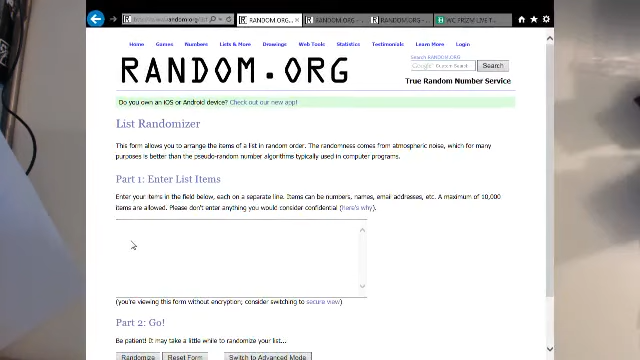 RANDOM.ORG...
RANDOM.ORG
RANDOM.ORG -
Home Games Numbers Lists & More Drawings Web Tools Statistics Testimonials Learn More Login
RANDOM.ORG
Search RANDOM.ORG
Google Custom Search
Search
True Random Number Service
Do you own an iOS or Android device? Check out our new app!
List Randomizer
This form allows you to arrange the items of a list in random order. The randomness comes from atmospheric noise, which for many
purposes is better than the pseudo-random number algorithms typically used in computer programs.
Part 1: Enter List Items
Enter your items in the field below, each on a separate line. Items can be numbers, names, email addresses, etc. A maximum of 10,000
items are allowed. Please don't enter anything you would consider confidential (here's why).
(you're viewing this form without encryption; consider switching to secure view)
Part 2: Go!
Be patient! It may take a little while to randomize your list...
Randomize Reset Form Switch to Advanced Mode